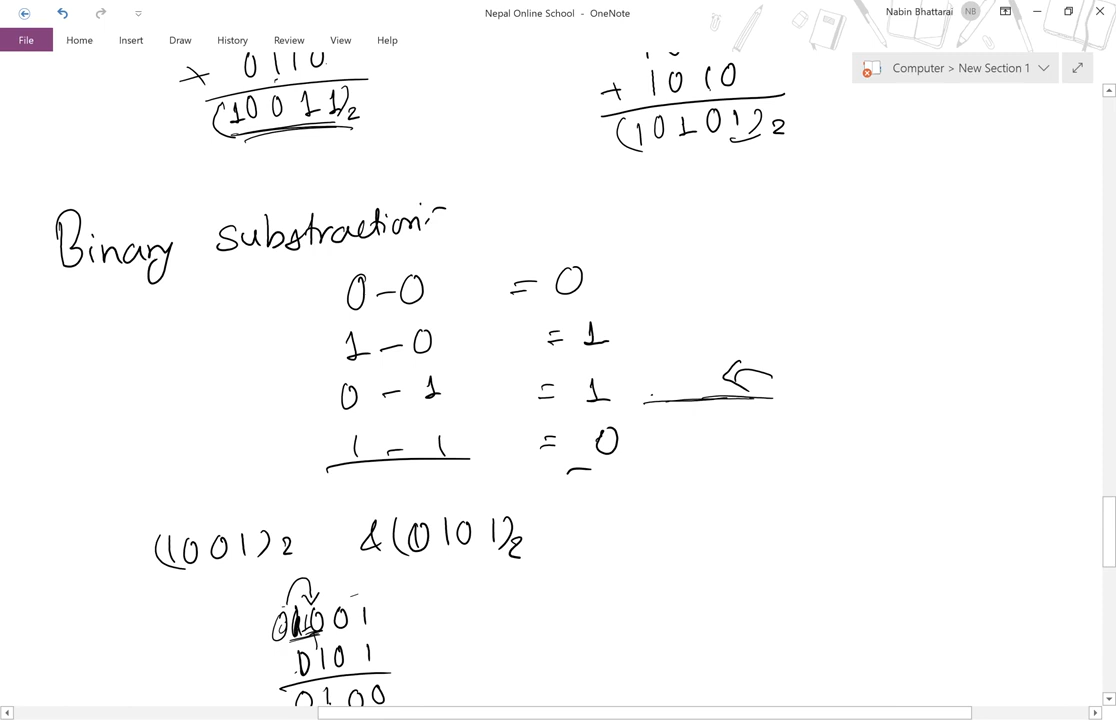 Nepal Online School - OneNote
Nabin Bhattarai NB
File Home Insert Draw History Review View Help
Computer > New Section 1
+ 0110
(10011)2
+ 1010
(10101)2
Binary substraction:-
0-0 = 0
1-0 = 1
0-1 = 1
1-1 = 0
(1001)2 & (0101)2
001
0101
0100